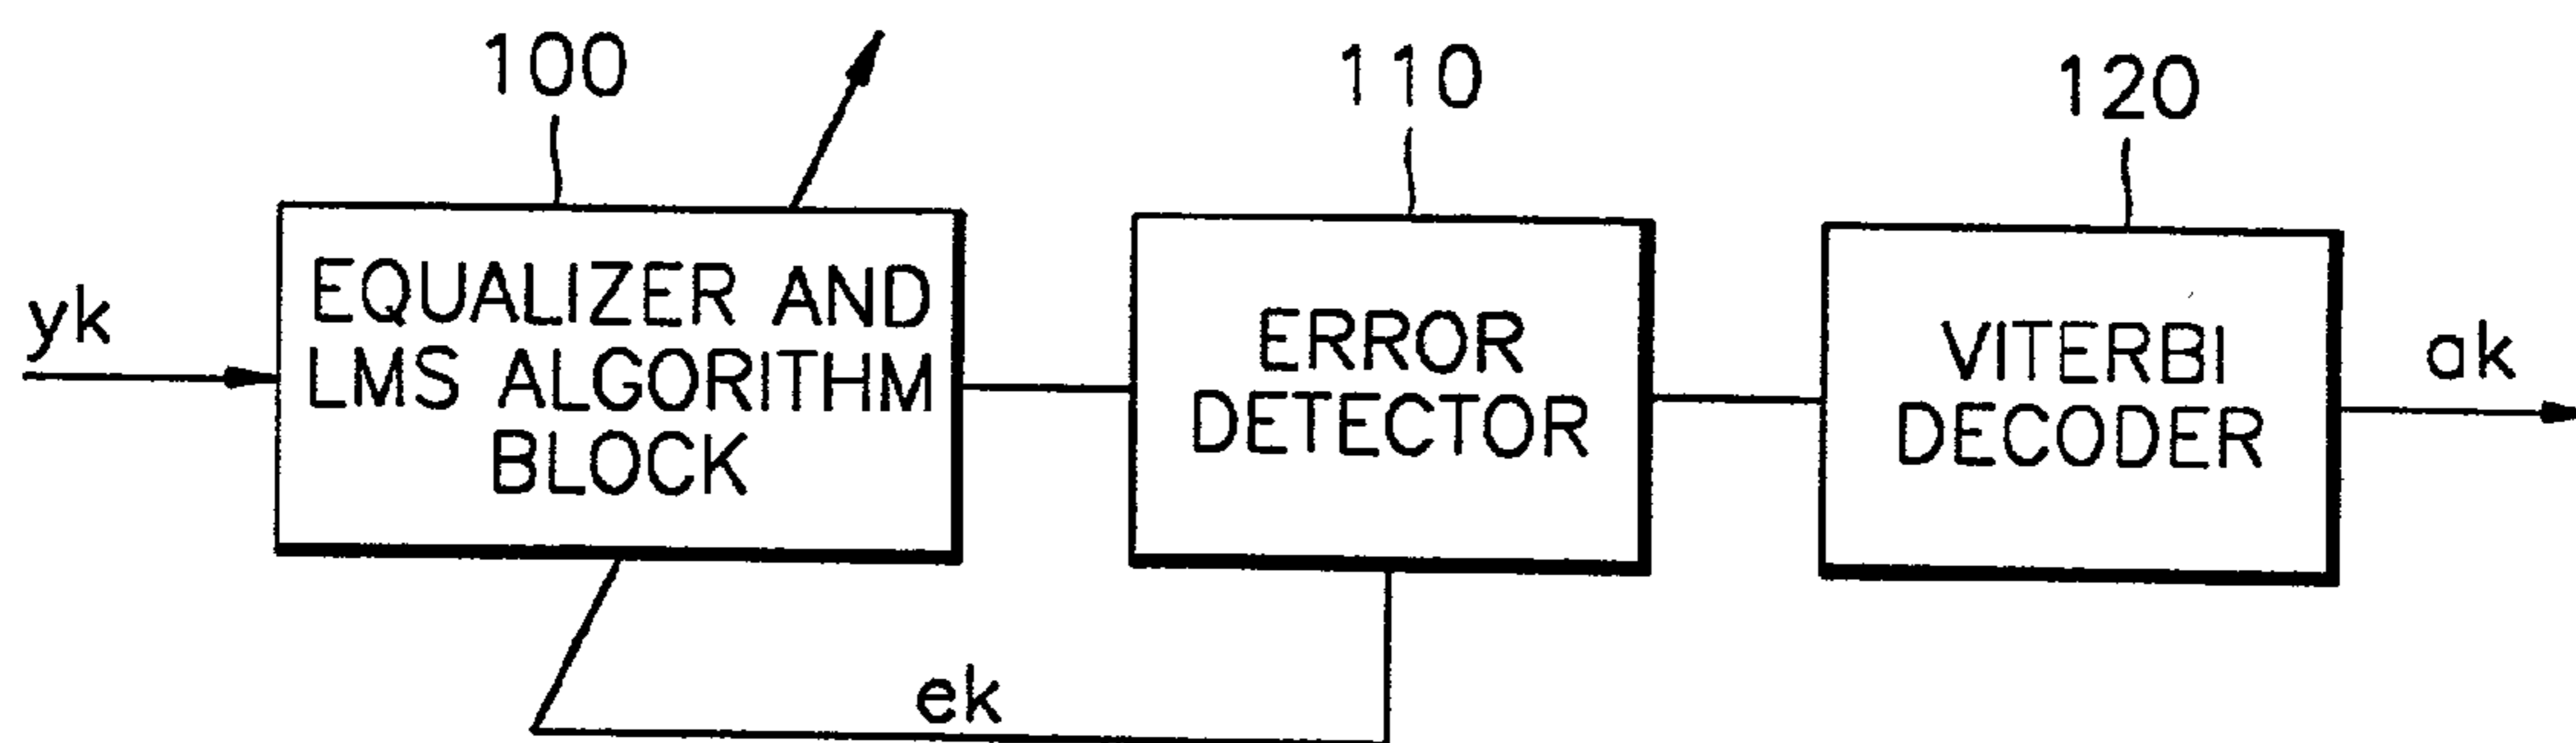 100
110
120
yk
EQUALIZER AND
LMS ALGORITHM
BLOCK
ERROR
DETECTOR
VITERBI
DECODER
ak
ek